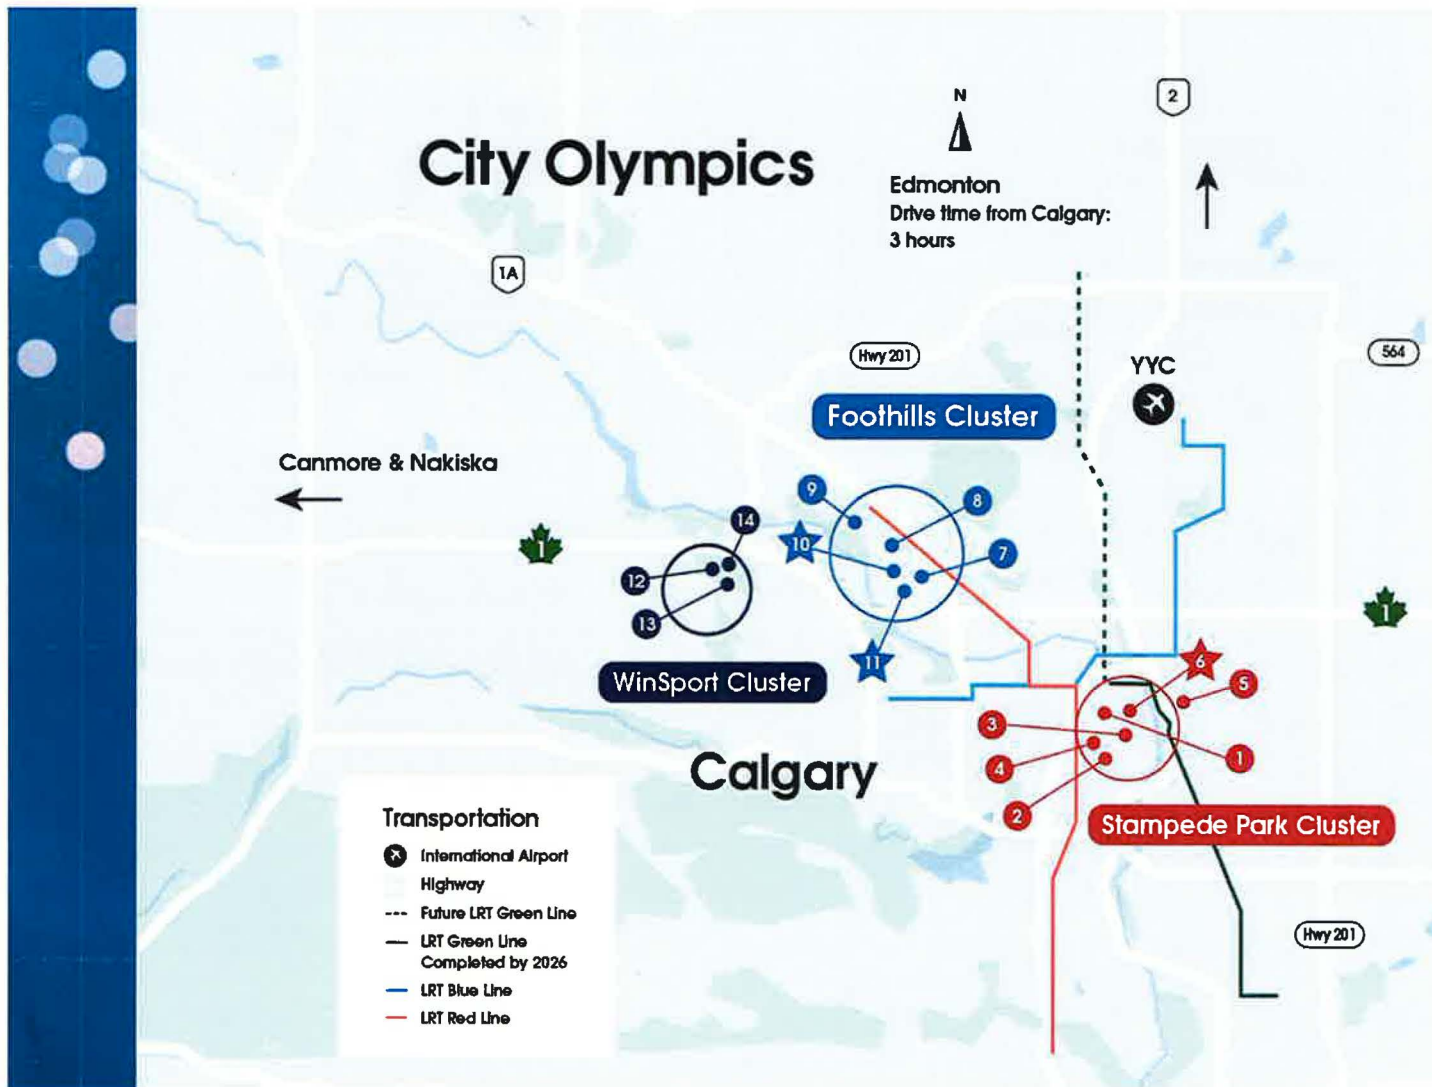 City Olympics
N
2
Edmonton
Drive time from Calgary:
3 hours
1A
Hwy 201
564
YYC
Foothills Cluster
Canmore & Nakiska
9
8
14
10
1
7
12
1
13
11
6
WinSport Cluster
5
3
Calgary
1
4
2
Stampede Park Cluster
Transportation
International Airport
Highway
Future LRT Green Line
LRT Green Line
Completed by 2026
Hwy 201
LRT Blue Line
LRT Red Line